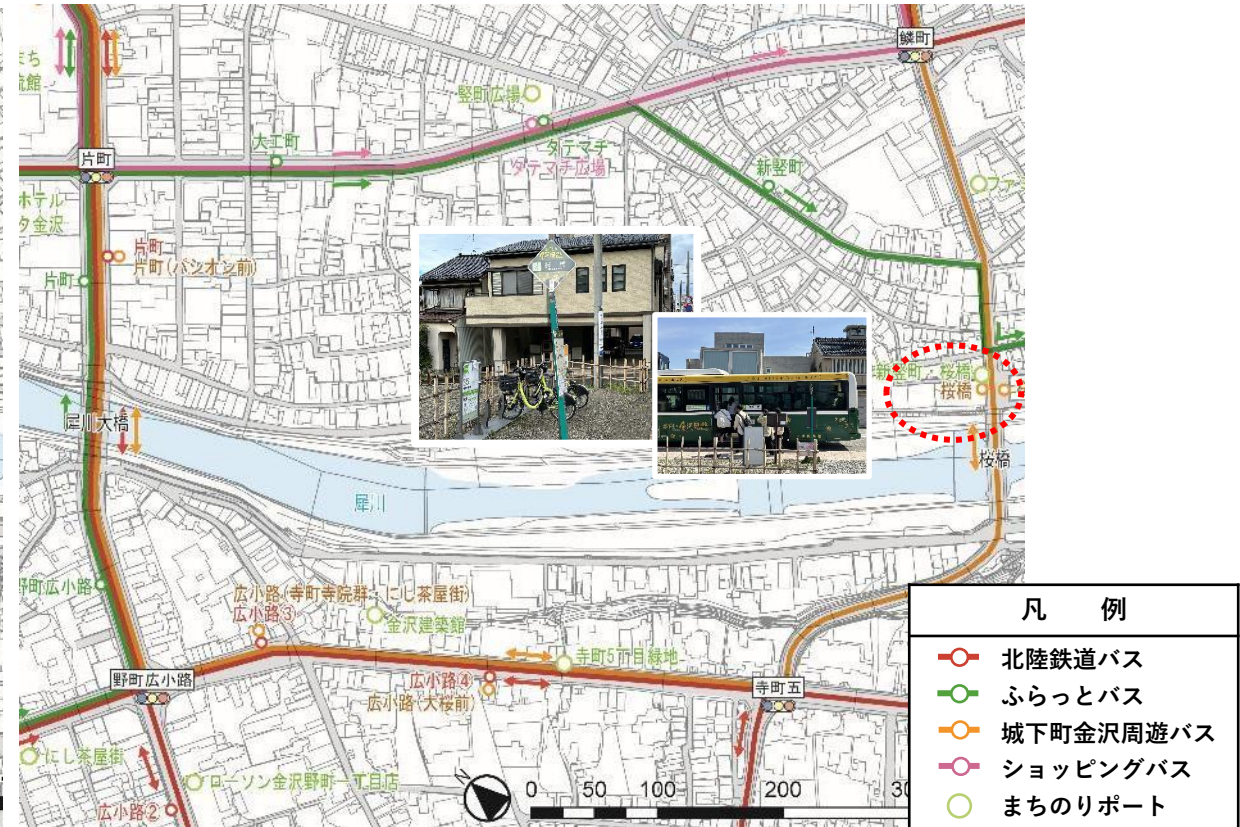 鱗町
まち
流館
竪町広場
大工町
タテマチ
タテマチ広場
片町
新竪町
ファミ
ホテル
タ金沢
片町
片町(パシオン前)
片町
新竪町
桜橋
桜橋
犀川大橋
桜橋
犀川
野町広小路
広小路(寺町寺院群・にし茶屋街)
広小路3
金沢建築館
寺町5丁目緑地
広小路4
広小路(大桜前)
野町広小路
寺町五
にし茶屋街
ローソン金沢野町一丁目店
広小路2
N
0 50 100 200 30
凡 例
北陸鉄道バス
ふらっとバス
城下町金沢周遊バス
ショッピングバス
まちのりポート